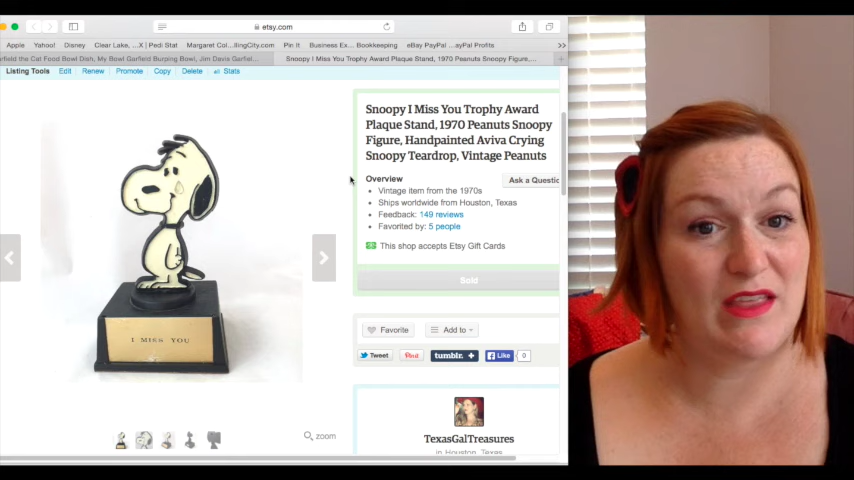 etsy.com
Apple Yahoo! Disney Clear Lake, ...X | Pedi Stat Margaret Col...llingCity.com Pin It Business Ex... Bookkeeping eBay PayPal ...ayPal Profits >>
rfield the Cat Food Bowl Dish, My Bowl Garfield Burping Bowl, Jim Davis Garfiel...
Snoopy I Miss You Trophy Award Plaque Stand, 1970 Peanuts Snoopy Figure,...
Listing Tools Edit Renew Promote Copy Delete Stats
Snoopy I Miss You Trophy Award
Plaque Stand, 1970 Peanuts Snoopy
Figure, Handpainted Aviva Crying
Snoopy Teardrop, Vintage Peanuts
Overview
Ask a Questio
• Vintage item from the 1970s
• Ships worldwide from Houston, Texas
• Feedback: 149 reviews
• Favorited by: 5 people
This shop accepts Etsy Gift Cards
Sold
Favorite Add to
Tweet Pin it tumblr. + Like 0
I MISS YOU
zoom
TexasGalTreasures
in Houston, Texas